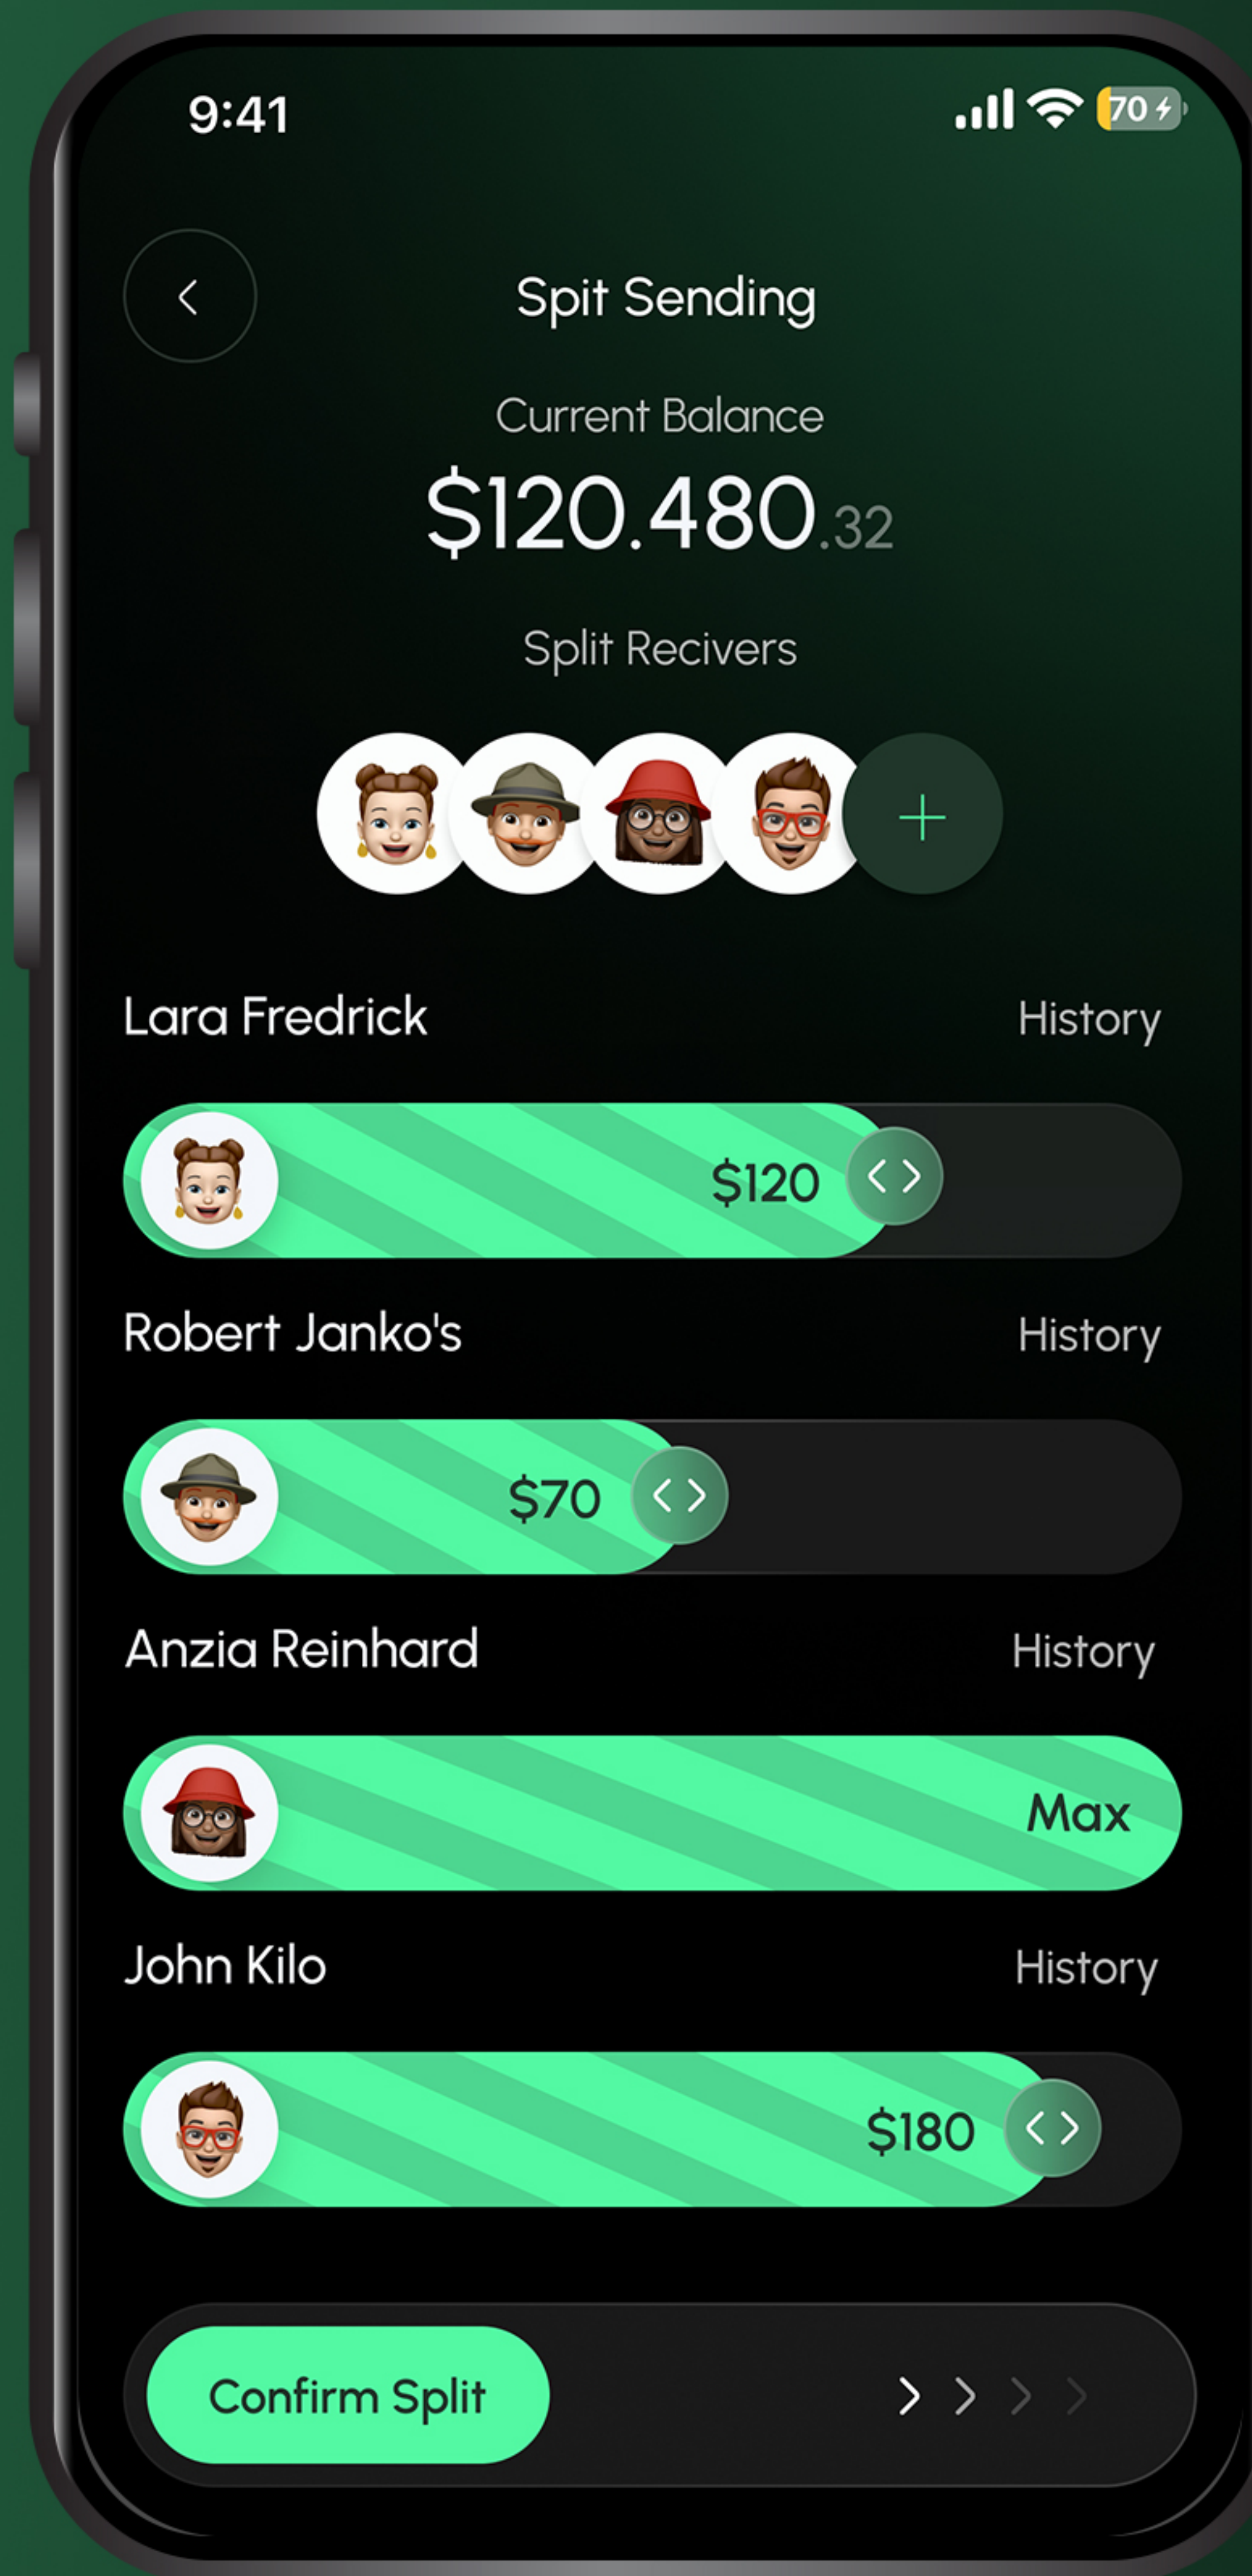 9:41
70
Spit Sending
Current Balance
$120.480.32
Split Recivers
Lara Fredrick History
$120
Robert Janko's History
$70
Anzia Reinhard History
Max
John Kilo History
$180
Confirm Split